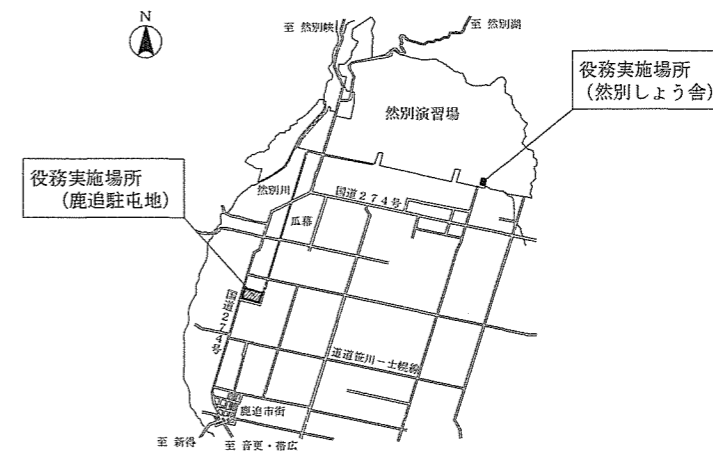 N
至 然別峡
至 然別湖
役務実施場所
(然別しょう舎)
然別演習場
役務実施場所
(鹿追駐屯地)
然別川
国道274号
瓜幕
国道274号
道道笹川ー士幌線
鹿追市街
至 新得
至 音更・帯広